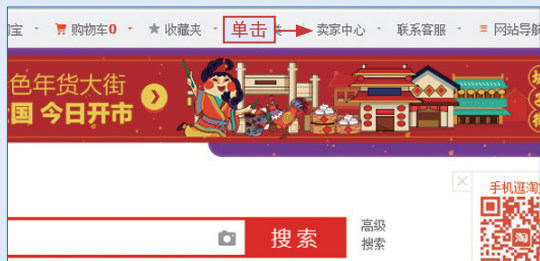 宝 购物车0 收藏夹 单击 类 卖家中心 联系客服 网站导航
色年货大街
国 今日开市
手机逛淘
淘
搜索
高级
搜索